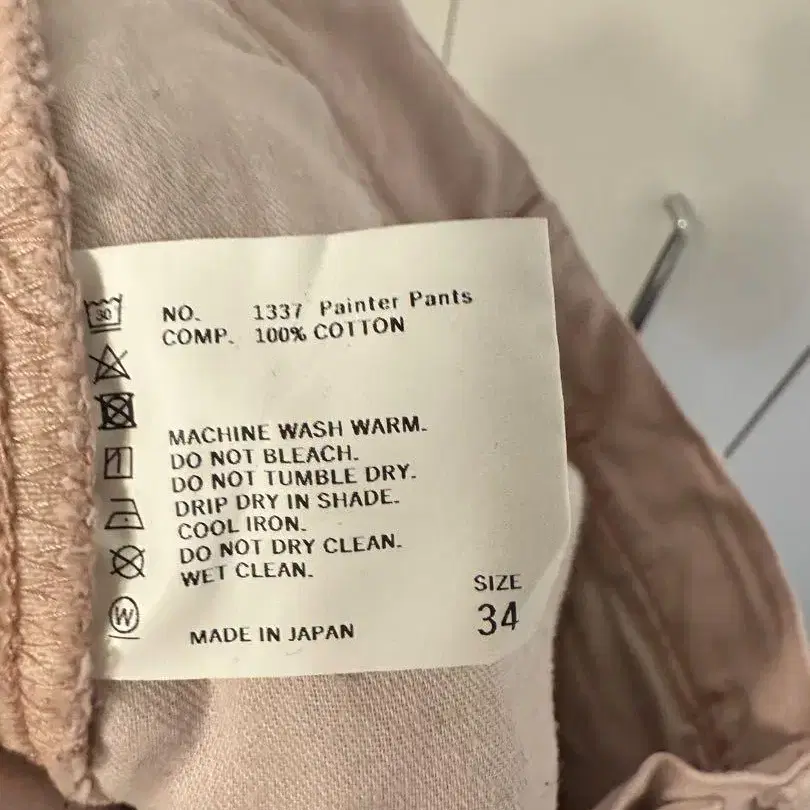 NO. 1337 Painter Pants
COMP. 100% COTTON
30
MACHINE WASH WARM.
DO NOT BLEACH.
DO NOT TUMBLE DRY.
DRIP DRY IN SHADE.
COOL IRON.
DO NOT DRY CLEAN.
WET CLEAN.
W
SIZE
34
MADE IN JAPAN